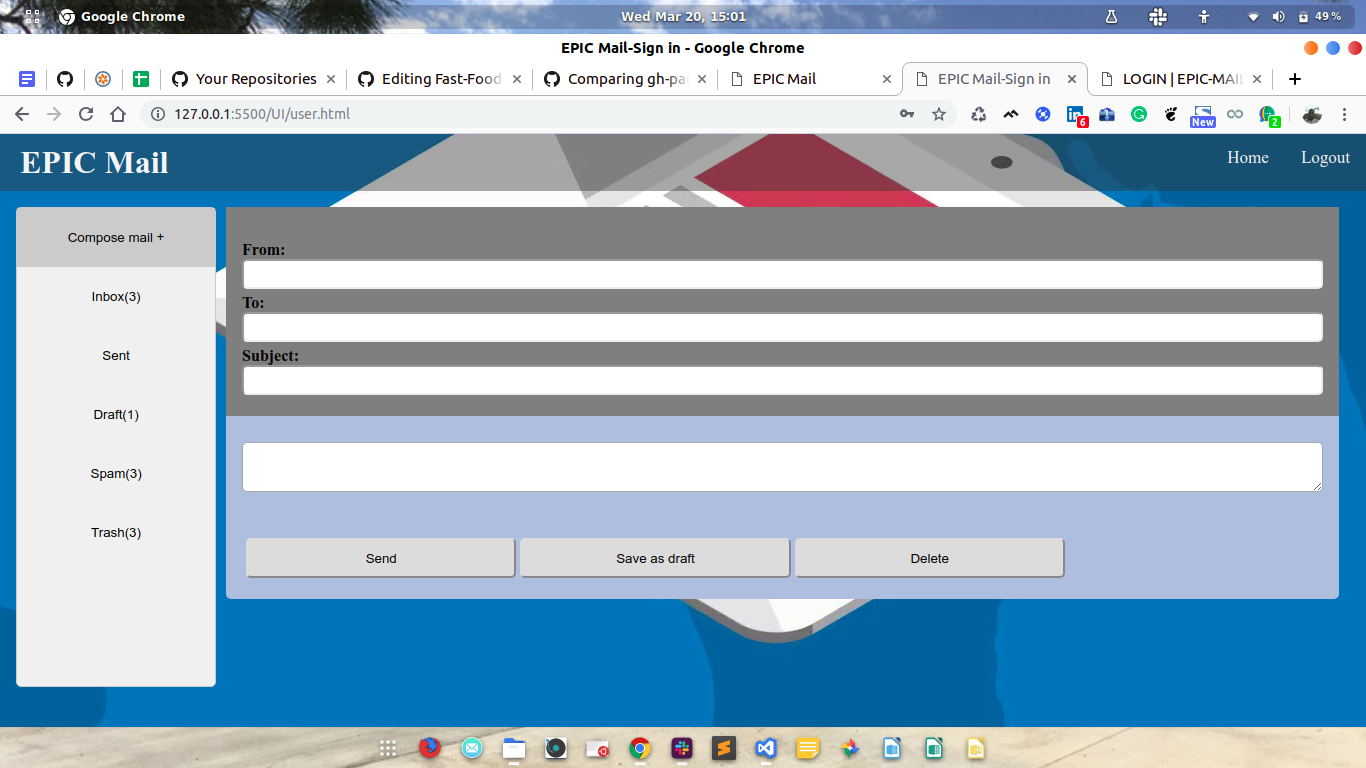 Google Chrome Wed Mar 20, 15:01 49 %
EPIC Mail-Sign in - Google Chrome
Your Repositories Editing Fast-Food Comparing gh-pa EPIC Mail EPIC Mail-Sign in LOGIN | EPIC-MAIL
127.0.0.1:5500/UI/user.html 6 New 2
EPIC Mail Home Logout
Compose mail +
Inbox(3)
Sent
Draft(1)
Spam(3)
Trash(3)
From:
To:
Subject:
Send Save as draft Delete